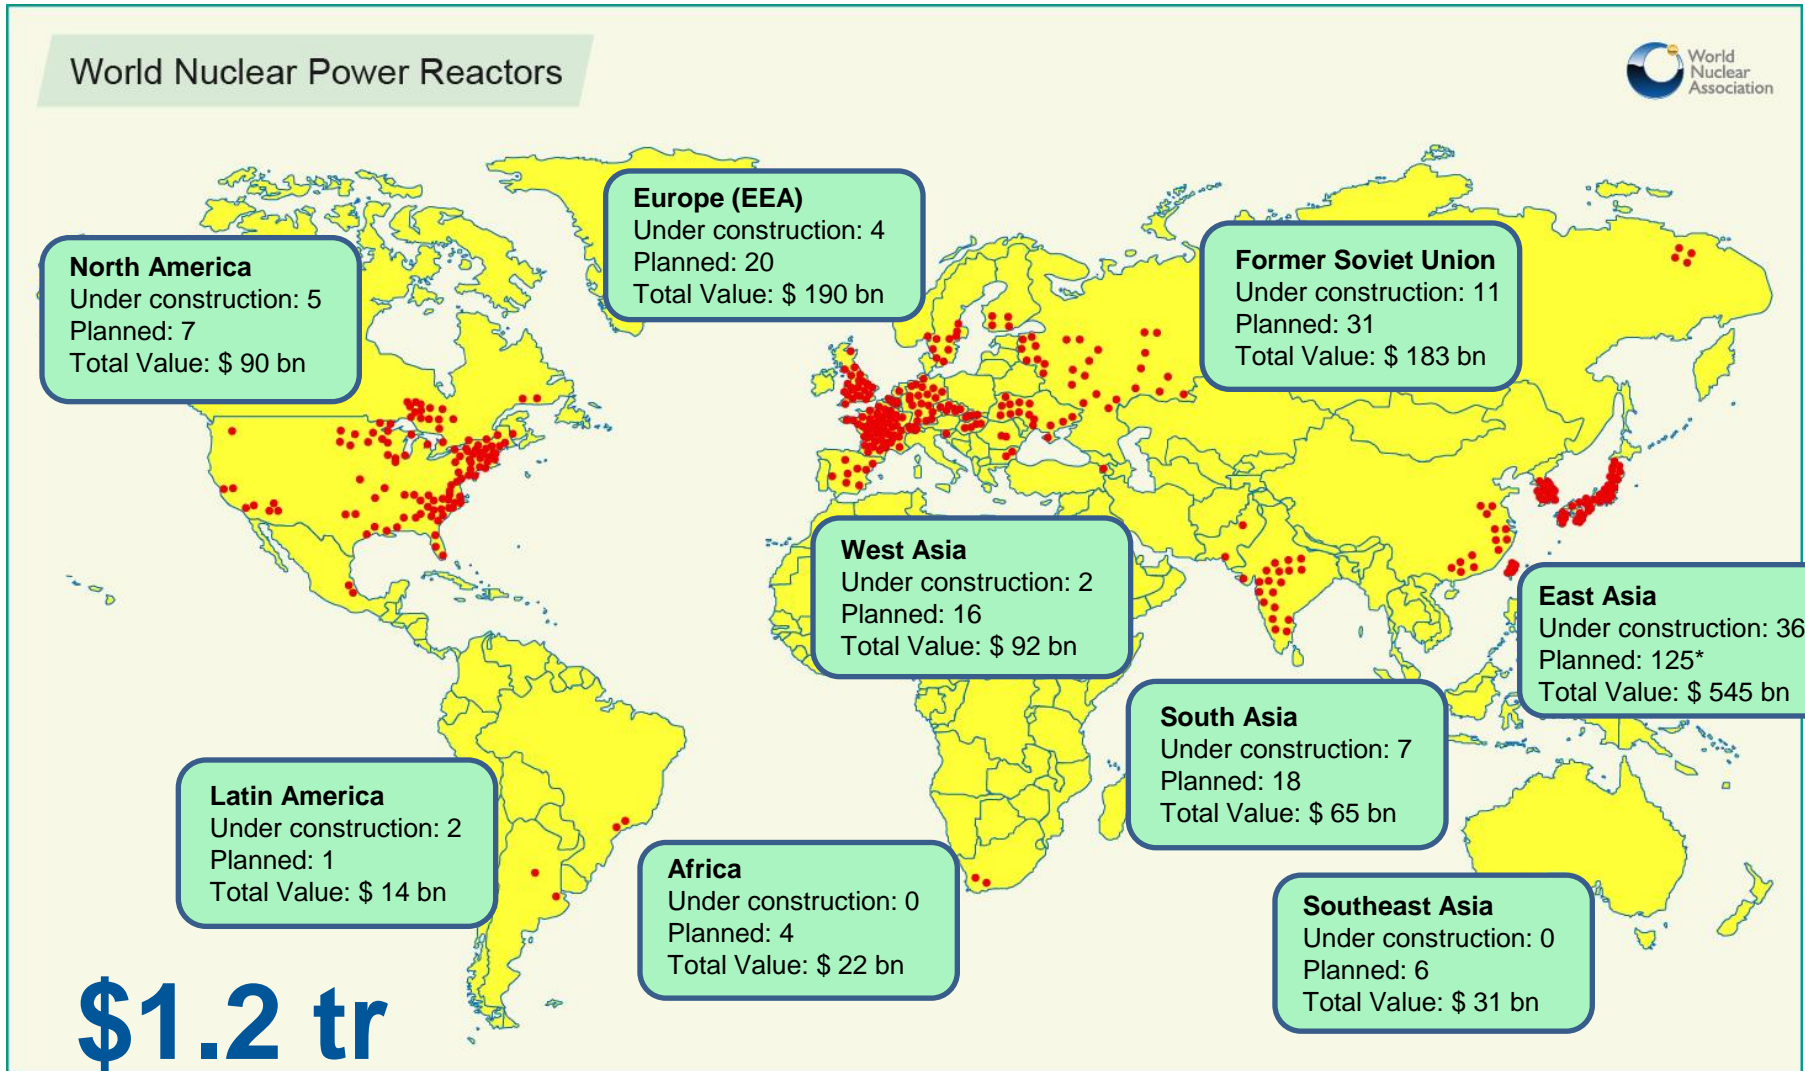 World Nuclear Power Reactors
World
Nuclear
Association
Europe (EEA)
Under construction: 4
Planned: 20
Total Value: $ 190 bn
North America
Under construction: 5
Planned: 7
Total Value: $ 90 bn
Former Soviet Union
Under construction: 11
Planned: 31
Total Value: $ 183 bn
West Asia
Under construction: 2
Planned: 16
Total Value: $ 92 bn
East Asia
Under construction: 36
Planned: 125*
Total Value: $ 545 bn
South Asia
Under construction: 7
Planned: 18
Total Value: $ 65 bn
Latin America
Under construction: 2
Planned: 1
Total Value: $ 14 bn
Africa
Under construction: 0
Planned: 4
Total Value: $ 22 bn
Southeast Asia
Under construction: 0
Planned: 6
Total Value: $ 31 bn
$1.2 tr